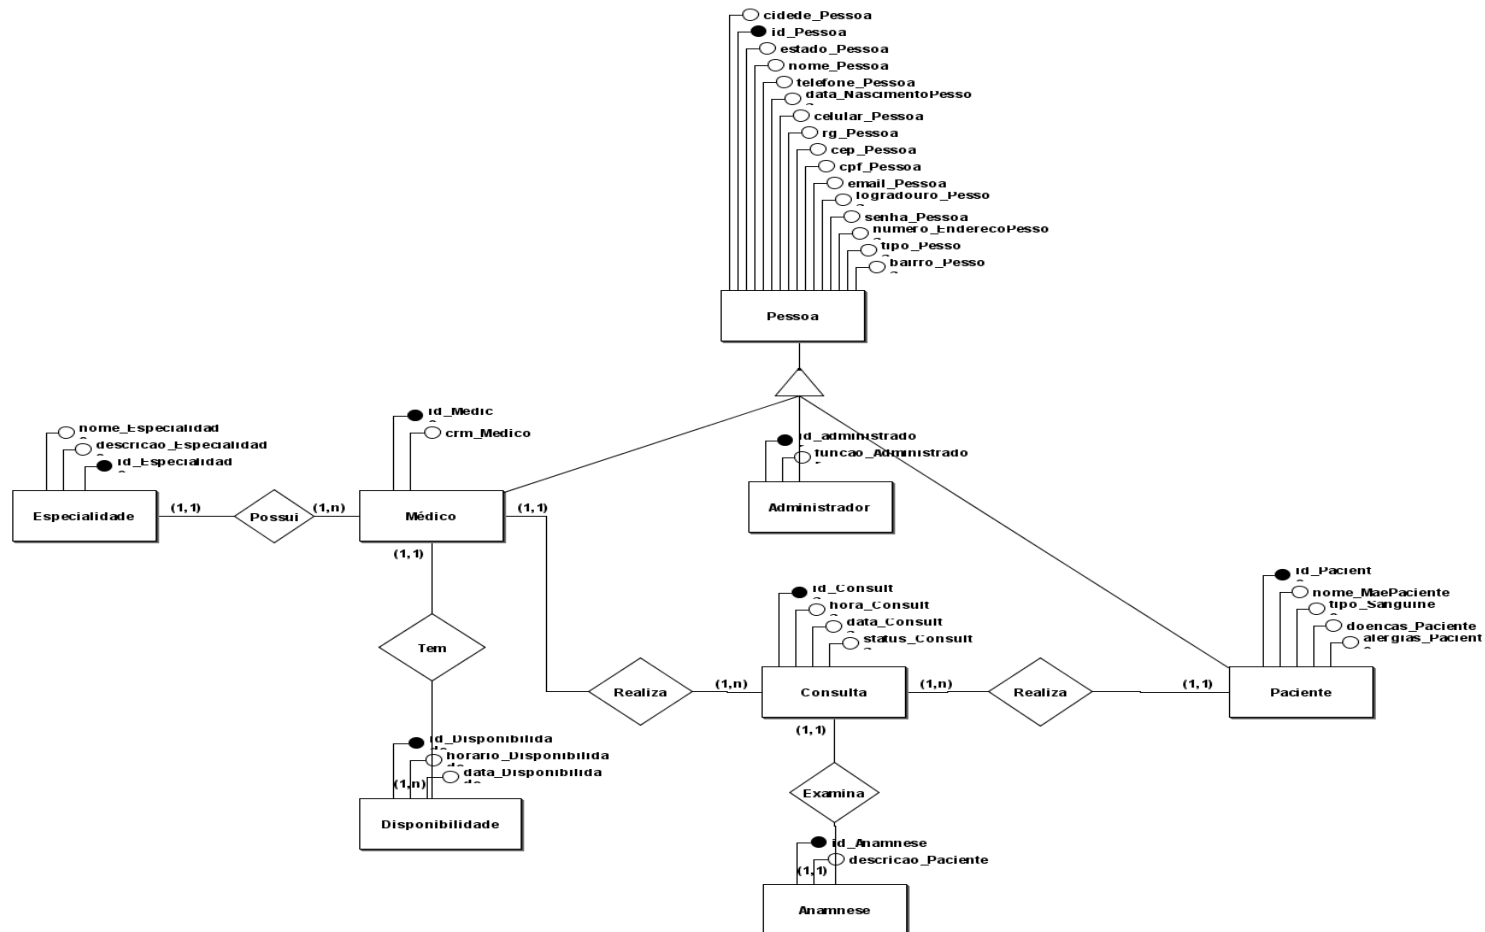 cidede_Pessoa
id_Pessoa
estado_Pessoa
nome_Pessoa
telefone_Pessoa
data_NascimentoPesso
a
celular_Pessoa
rg_Pessoa
cep_Pessoa
cpf_Pessoa
email_Pessoa
logradouro_Pesso
a
senha_Pessoa
numero_EnderecoPesso
a
tipo_Pesso
a
bairro_Pesso
a
Pessoa
id_Medic
o
crm_Medico
nome_Especialidad
e
descricao_Especialidad
e
id_Especialidad
e
id_administrado
r
funcao_Administrado
r
Especialidade
(1,1)
Possui
(1,n)
Médico
(1,1)
Administrador
(1,1)
id_Consult
a
hora_Consult
a
data_Consult
a
status_Consult
a
id_Pacient
e
nome_MaePaciente
tipo_Sanguine
o
doencas_Paciente
alergias_Pacient
e
Tem
Realiza
(1,n)
Consulta
(1,n)
Realiza
(1,1)
Paciente
(1,1)
id_Disponibilida
de
horario_Disponibilida
de
data_Disponibilida
de
(1,n)
Disponibilidade
Examina
id_Anamnese
descricao_Paciente
(1,1)
Anamnese